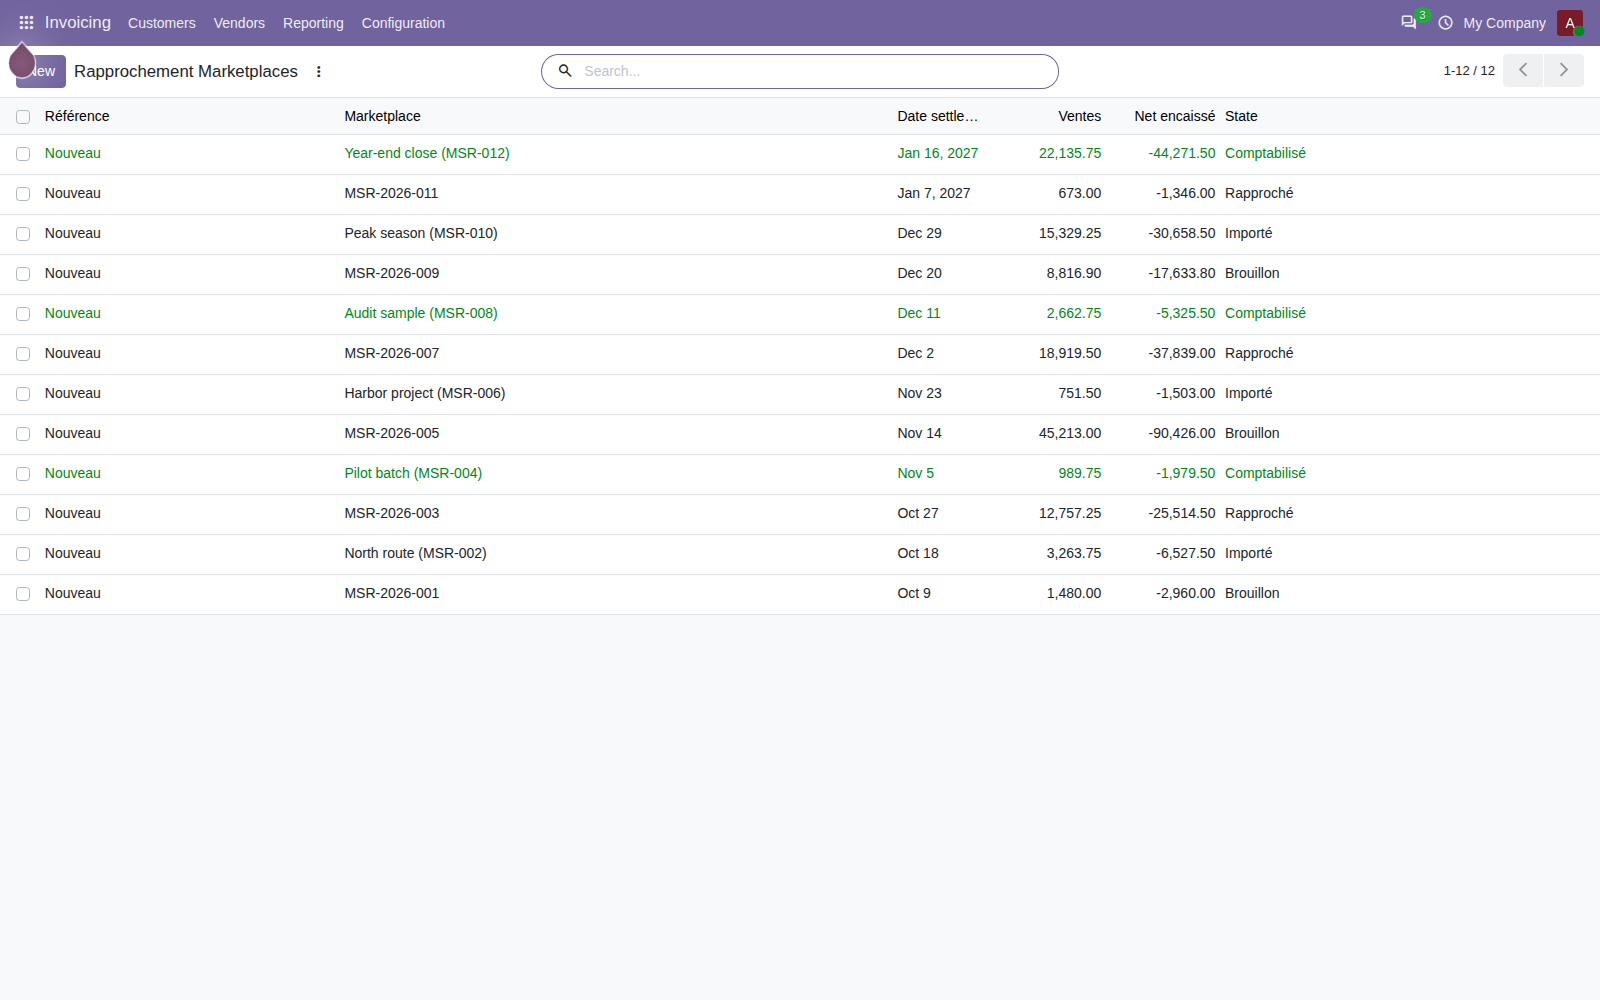 Invoicing Customers Vendors Reporting Configuration 3 My Company A
New Rapprochement Marketplaces Search... 1-12 / 12
Référence Marketplace Date settle… Ventes Net encaissé State
Nouveau Year-end close (MSR-012) Jan 16, 2027 22,135.75 -44,271.50 Comptabilisé
Nouveau MSR-2026-011 Jan 7, 2027 673.00 -1,346.00 Rapproché
Nouveau Peak season (MSR-010) Dec 29 15,329.25 -30,658.50 Importé
Nouveau MSR-2026-009 Dec 20 8,816.90 -17,633.80 Brouillon
Nouveau Audit sample (MSR-008) Dec 11 2,662.75 -5,325.50 Comptabilisé
Nouveau MSR-2026-007 Dec 2 18,919.50 -37,839.00 Rapproché
Nouveau Harbor project (MSR-006) Nov 23 751.50 -1,503.00 Importé
Nouveau MSR-2026-005 Nov 14 45,213.00 -90,426.00 Brouillon
Nouveau Pilot batch (MSR-004) Nov 5 989.75 -1,979.50 Comptabilisé
Nouveau MSR-2026-003 Oct 27 12,757.25 -25,514.50 Rapproché
Nouveau North route (MSR-002) Oct 18 3,263.75 -6,527.50 Importé
Nouveau MSR-2026-001 Oct 9 1,480.00 -2,960.00 Brouillon